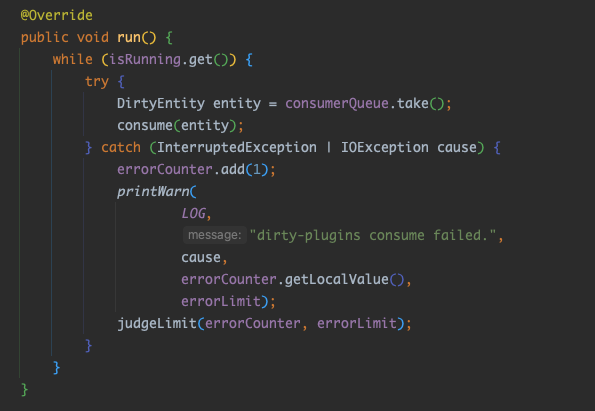 @Override
public void run() {
    while (isRunning.get()) {
        try {
            DirtyEntity entity = consumerQueue.take();
            consume(entity);
        } catch (InterruptedException | IOException cause) {
            errorCounter.add(1);
            printWarn(
                    LOG,
                    message: "dirty-plugins consume failed.",
                    cause,
                    errorCounter.getLocalValue(),
                    errorLimit);
            judgeLimit(errorCounter, errorLimit);
        }
    }
}